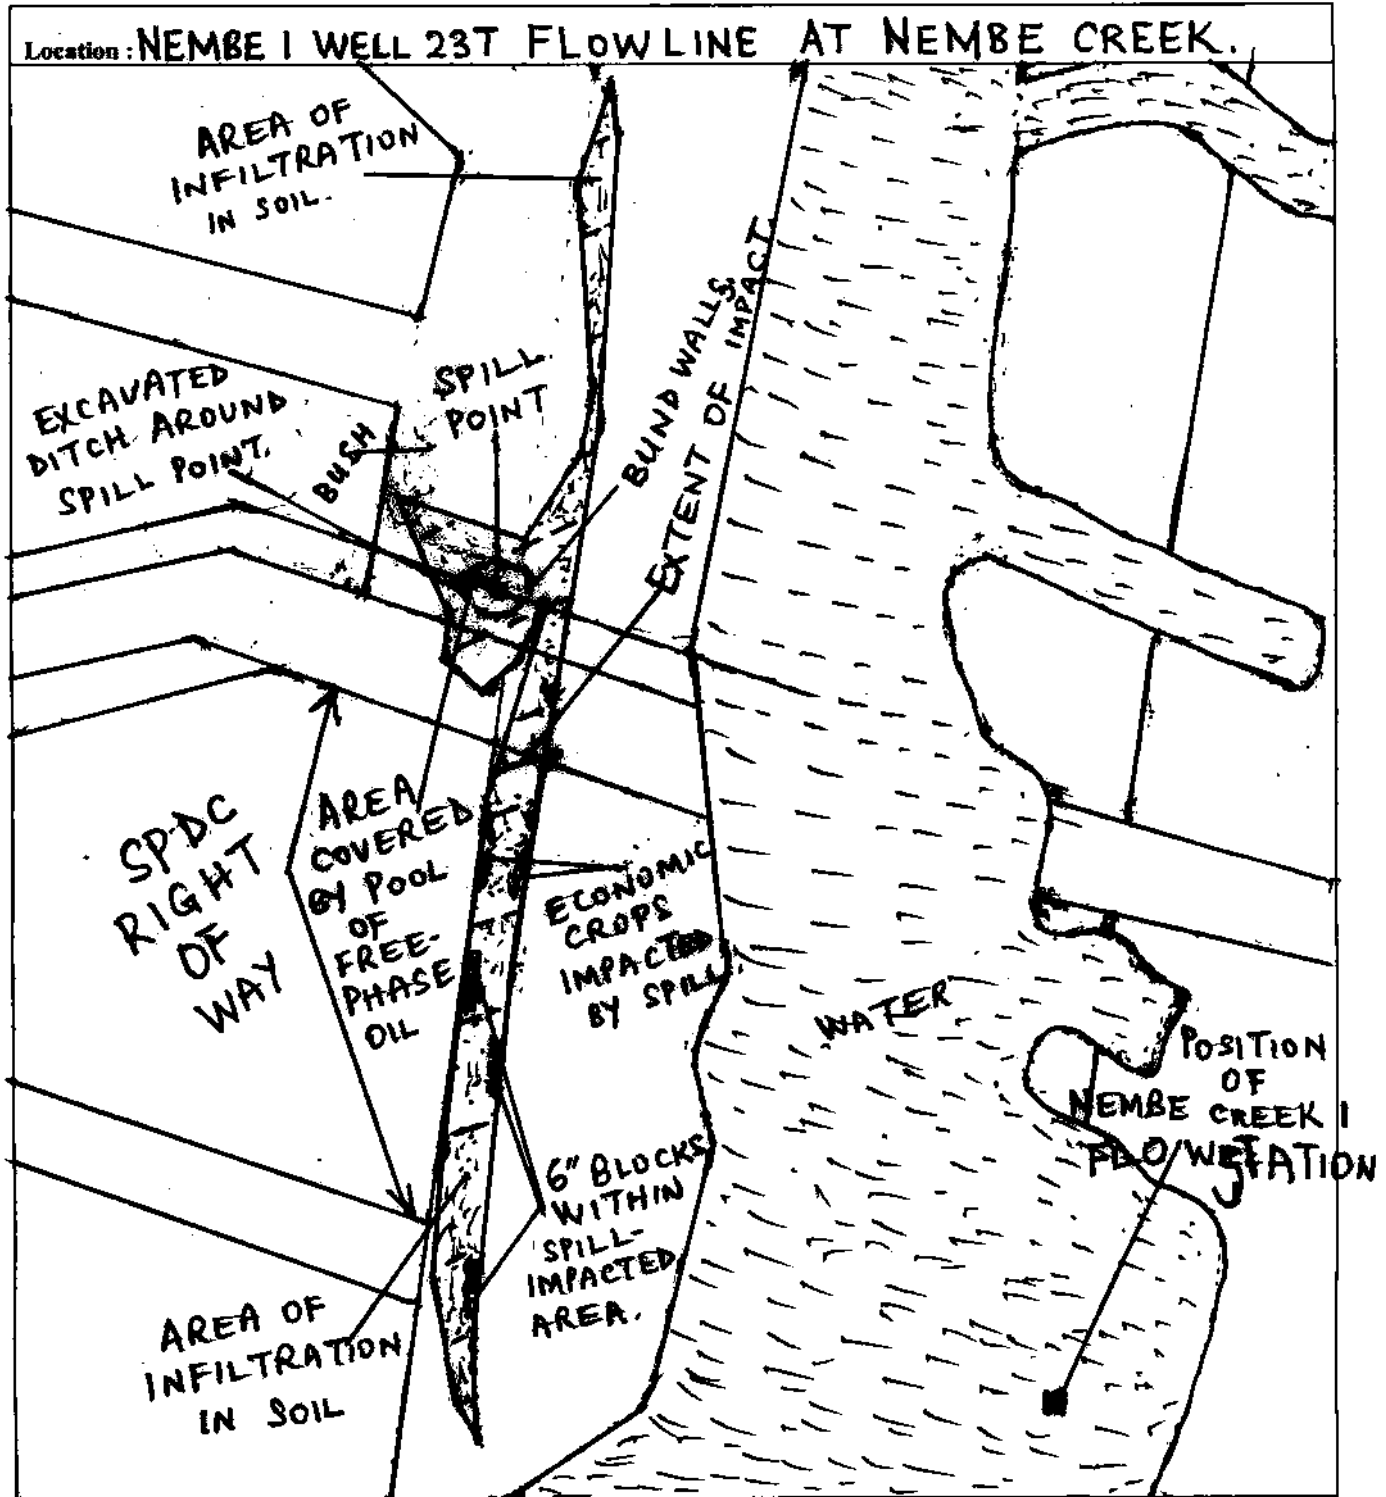 Location : NEMBE 1 WELL 23T FLOWLINE AT NEMBE CREEK.
AREA OF
INFILTRATION
IN SOIL.
SPILL
POINT
EXCAVATED
DITCH AROUND
SPILL POINT.
BUSH
BUND WALLS.
EXTENT OF IMPACT.
SPDC
RIGHT
OF
WAY
AREA
COVERED
BY POOL
OF
FREE-
PHASE
OIL
ECONOMIC
CROPS
IMPACTED
BY SPILL.
WATER
POSITION
OF
NEMBE CREEK 1
FLOWSTATION
6" BLOCKS
WITHIN
SPILL-
IMPACTED
AREA.
AREA OF
INFILTRATION
IN SOIL